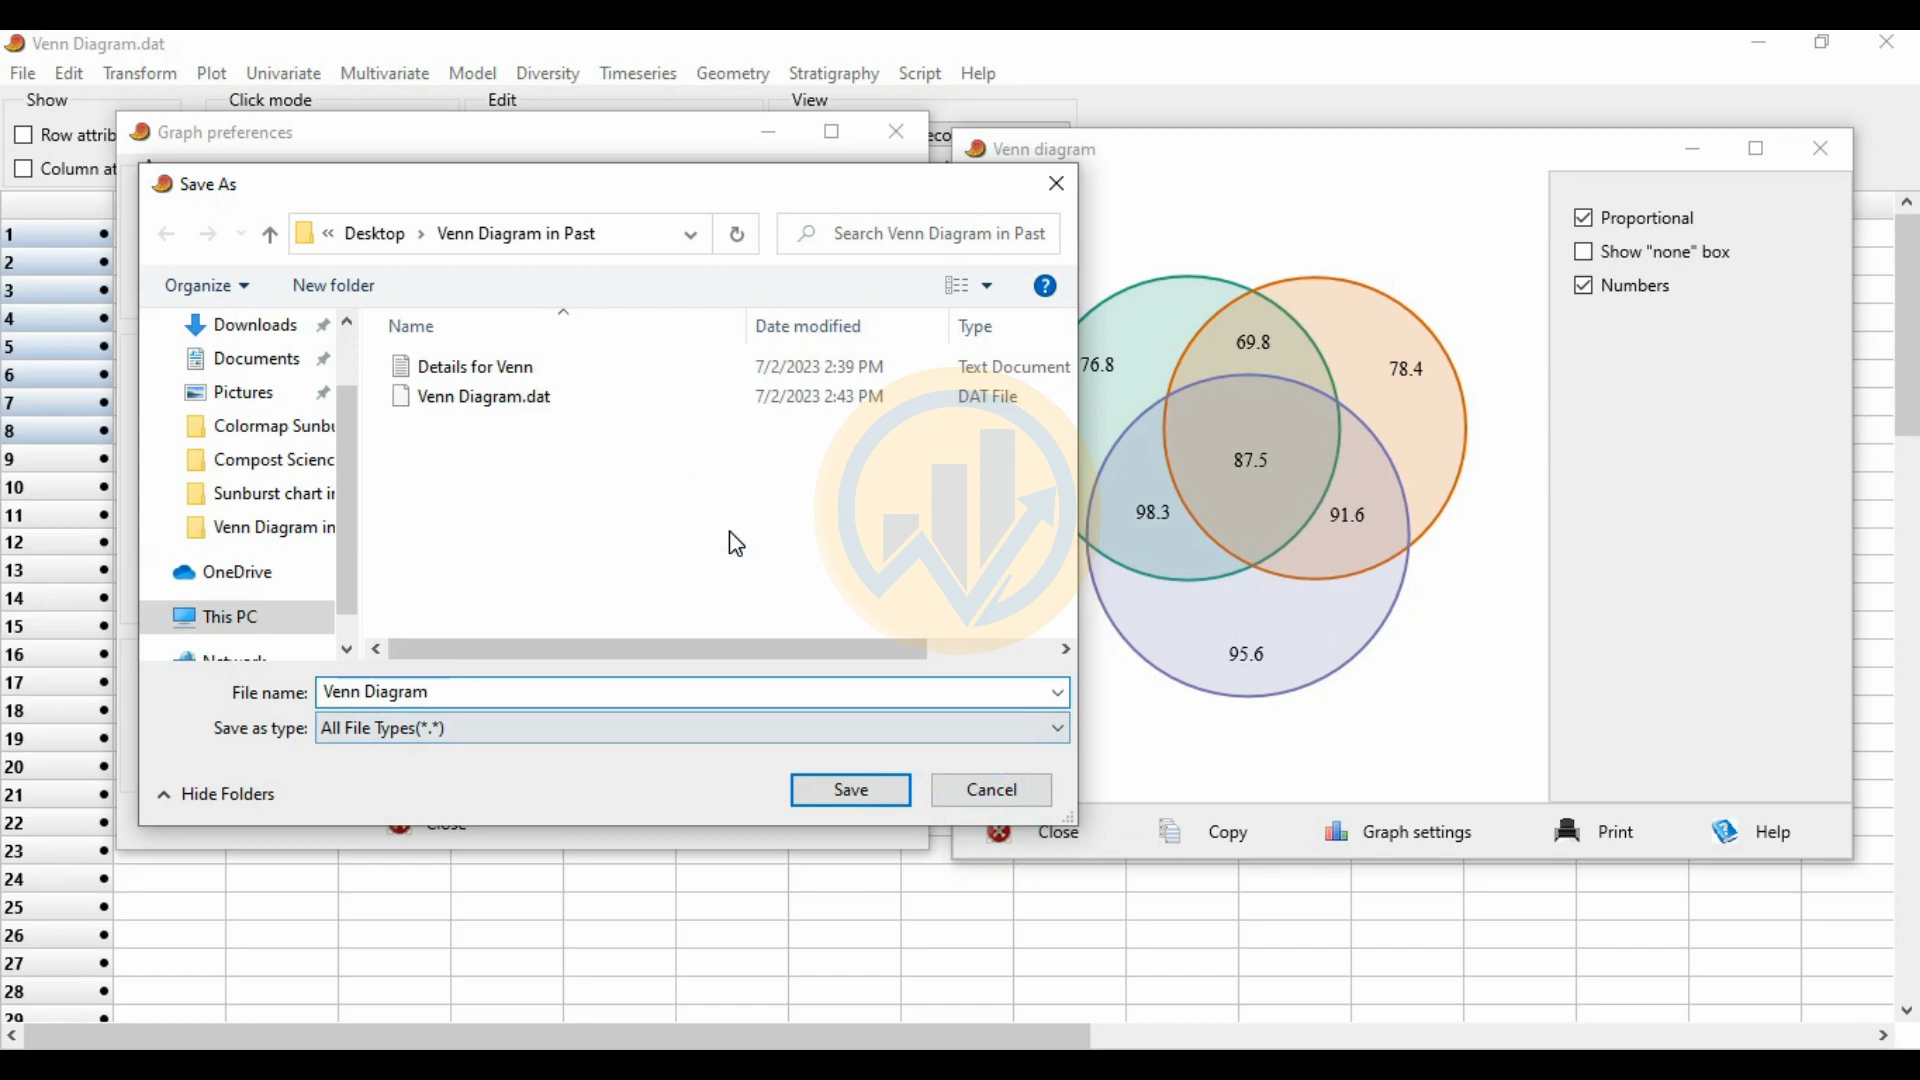 Venn Diagram.dat
File Edit Transform Plot Univariate Multivariate Model Diversity Timeseries Geometry Stratigraphy Script Help
Show Click mode Edit View
Row attrib
Column at
Graph preferences
Venn diagram
Save As
« Desktop › Venn Diagram in Past
Search Venn Diagram in Past
Organize New folder
Downloads
Documents
Pictures
Colormap Sunbu
Compost Scienc
Sunburst chart in
Venn Diagram in
OneDrive
This PC
Network
Name Date modified Type
Details for Venn 7/2/2023 2:39 PM Text Document
Venn Diagram.dat 7/2/2023 2:43 PM DAT File
File name: Venn Diagram
Save as type: All File Types(*.*)
Hide Folders
Save Cancel
Proportional
Show "none" box
Numbers
76.8
69.8
78.4
87.5
98.3
91.6
95.6
Close
Close Copy Graph settings Print Help
1
2
3
4
5
6
7
8
9
10
11
12
13
14
15
16
17
18
19
20
21
22
23
24
25
26
27
28
29